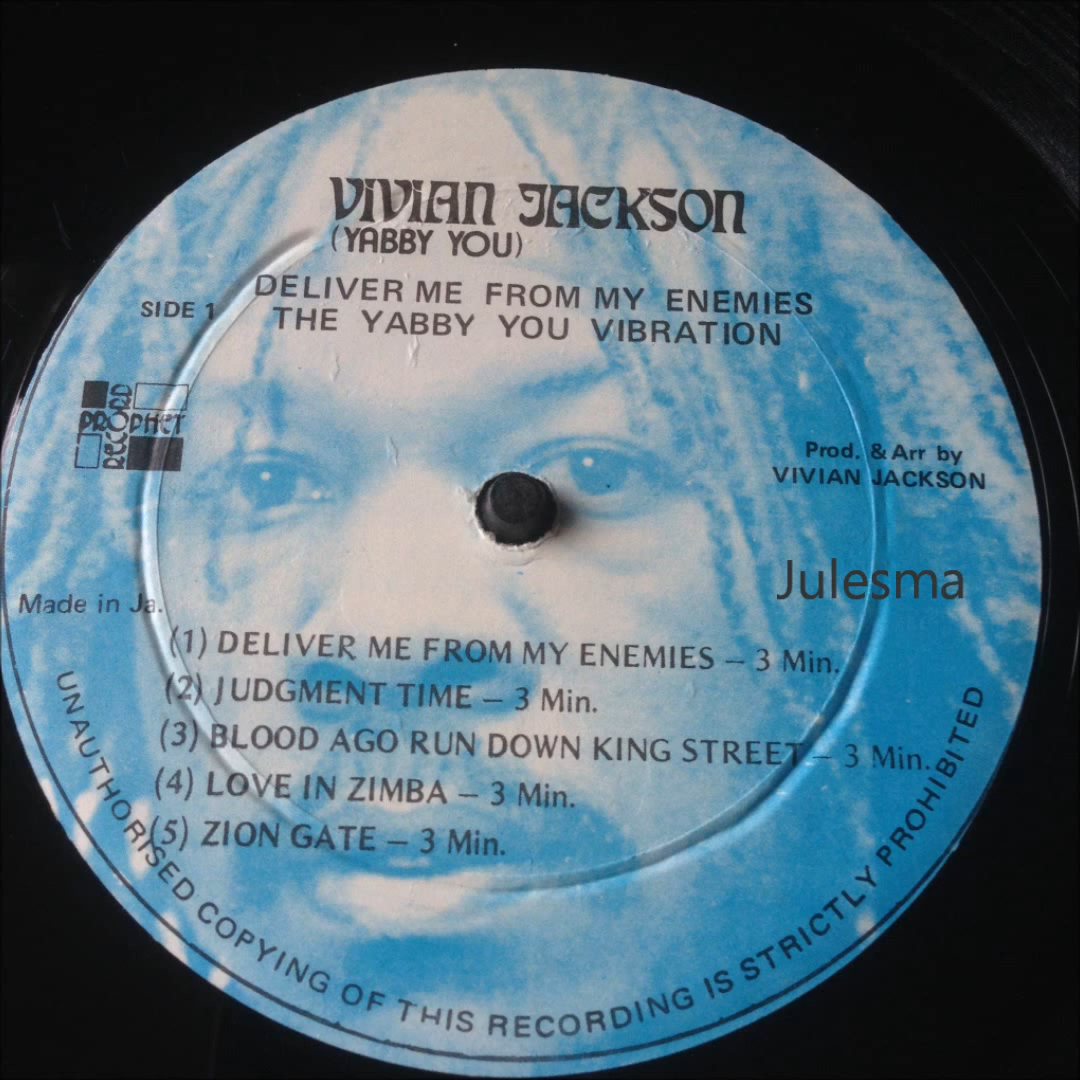 ViViAN JACKSON
(YABBY YOU)
DELIVER ME FROM MY ENEMIES
SIDE 1
THE YABBY YOU VIBRATION
PROPHET
RECORD
Prod. & Arr by
VIVIAN JACKSON
Julesma
Made in Ja.
(1) DELIVER ME FROM MY ENEMIES – 3 Min.
(2) JUDGMENT TIME – 3 Min.
(3) BLOOD AGO RUN DOWN KING STREET – 3 Min.
(4) LOVE IN ZIMBA – 3 Min.
(5) ZION GATE – 3 Min.
UNAUTHORISED COPYING OF THIS RECORDING IS STRICTLY PROHIBITED